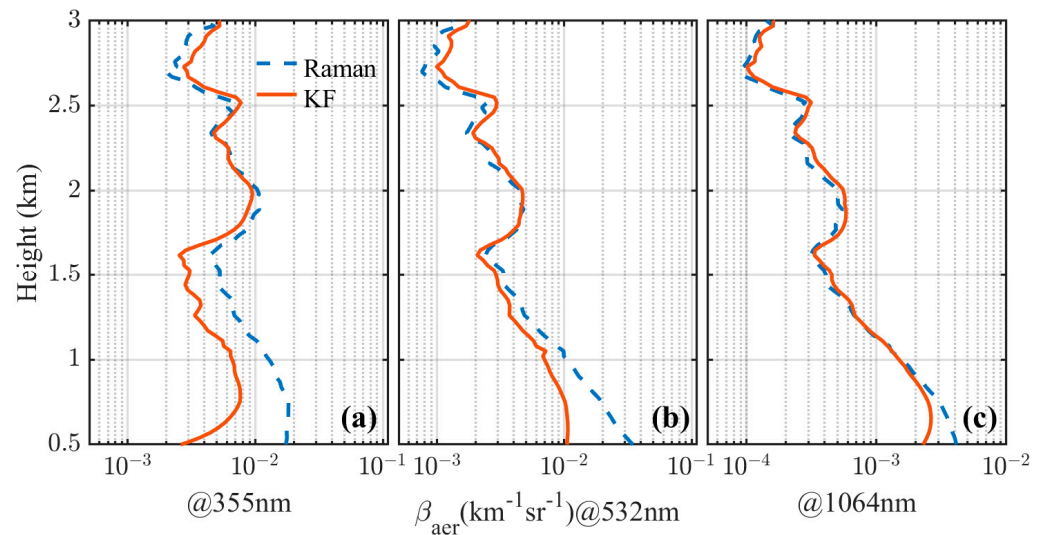 3
2.5
2
1.5
1
0.5
Height (km)
Raman
KF
(a)
(b)
(c)
10⁻³ 10⁻² 10⁻¹ 10⁻³ 10⁻² 10⁻¹ 10⁻⁴ 10⁻³ 10⁻²
@355nm
βaer(km⁻¹sr⁻¹)@532nm
@1064nm